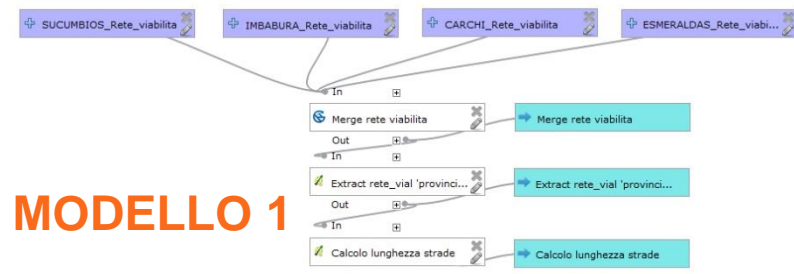 SUCUMBIOS_Rete_viabilita
IMBABURA_Rete_viabilita
CARCHI_Rete_viabilita
ESMERALDAS_Rete_viabi...
In
Merge rete viabilita
Merge rete viabilita
Out
In
Extract rete_vial 'provinci...
Extract rete_vial 'provinci...
Out
MODELLO 1
In
Calcolo lunghezza strade
Calcolo lunghezza strade